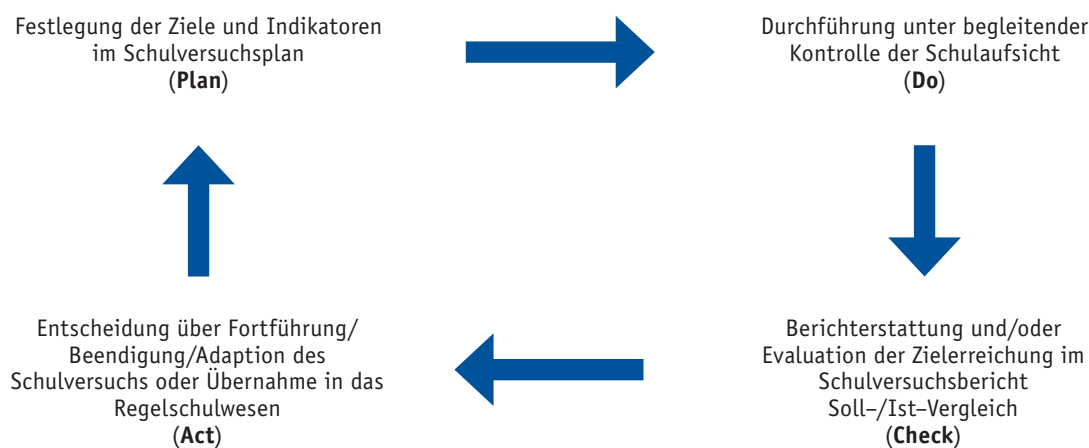 Festlegung der Ziele und Indikatoren
im Schulversuchsplan
(Plan)
Durchführung unter begleitender
Kontrolle der Schulaufsicht
(Do)
Entscheidung über Fortführung/
Beendigung/Adaption des
Schulversuchs oder Übernahme in das
Regelschulwesen
(Act)
Berichterstattung und/oder
Evaluation der Zielerreichung im
Schulversuchsbericht
Soll–/Ist–Vergleich
(Check)